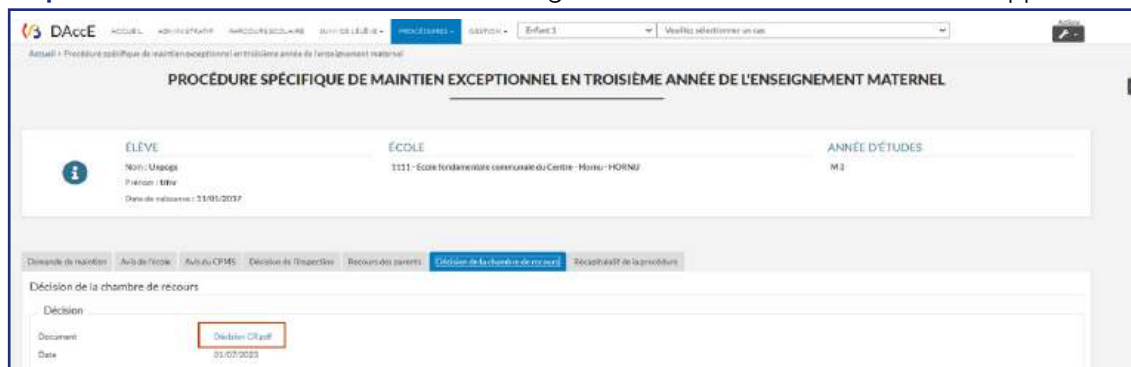 DAccE ACCUEIL ADMINISTRATIF PARCOURS SCOLAIRE SUIVI DE L'ÉLÈVE PROCÉDURES GESTION Enfant 1 Veuillez sélectionner un cas Actions
Accueil > Procédure spécifique de maintien exceptionnel en troisième année de l'enseignement maternel
PROCÉDURE SPÉCIFIQUE DE MAINTIEN EXCEPTIONNEL EN TROISIÈME ANNÉE DE L'ENSEIGNEMENT MATERNEL
ÉLÈVE ÉCOLE ANNÉE D'ÉTUDES
Nom : 1111 - Ecole fondamentale communale du Centre - Hornu - HORNU M3
Prénom :
Date de naissance : 11/01/2017
Demande de maintien Avis de l'école Avis du CPMS Décision de l'inspection Recours des parents Décision de la chambre de recours Récapitulatif de la procédure
Décision de la chambre de recours
Décision
Document Décision CR.pdf
Date 01/07/2023